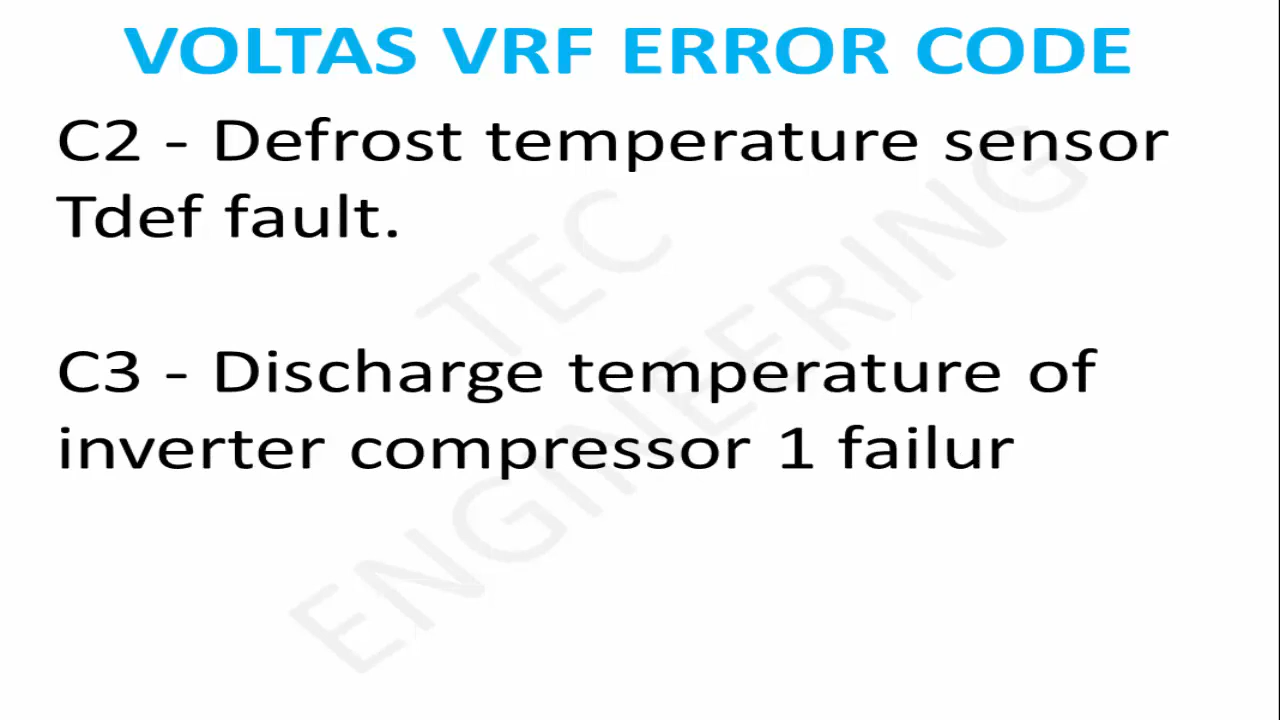 VOLTAS VRF ERROR CODE
C2 - Defrost temperature sensor
Tdef fault.
C3 - Discharge temperature of
inverter compressor 1 failur
TEC
ENGINEERING